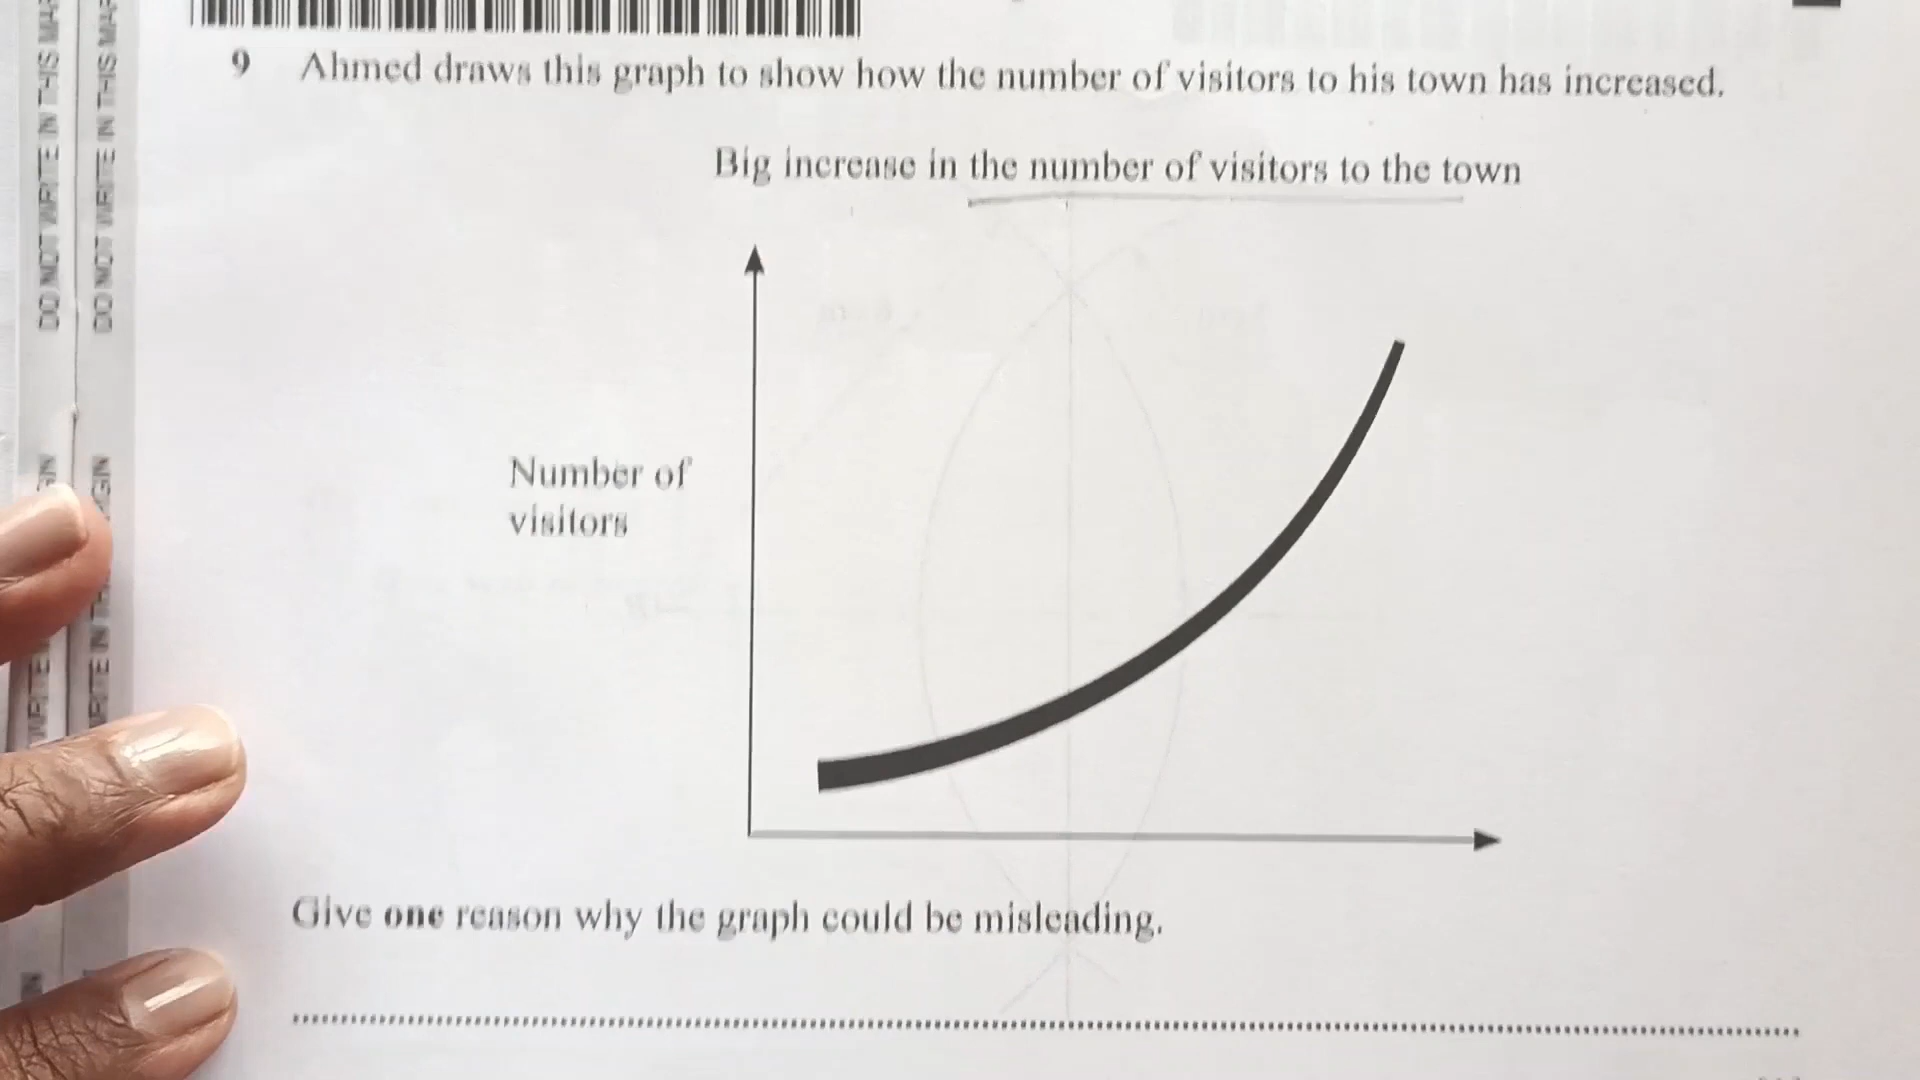 9 Ahmed draws this graph to show how the number of visitors to his town has increased.
Big increase in the number of visitors to the town
Number of
visitors
Give one reason why the graph could be misleading.
DO NOT WRITE IN THIS
DO NOT WRITE IN THIS